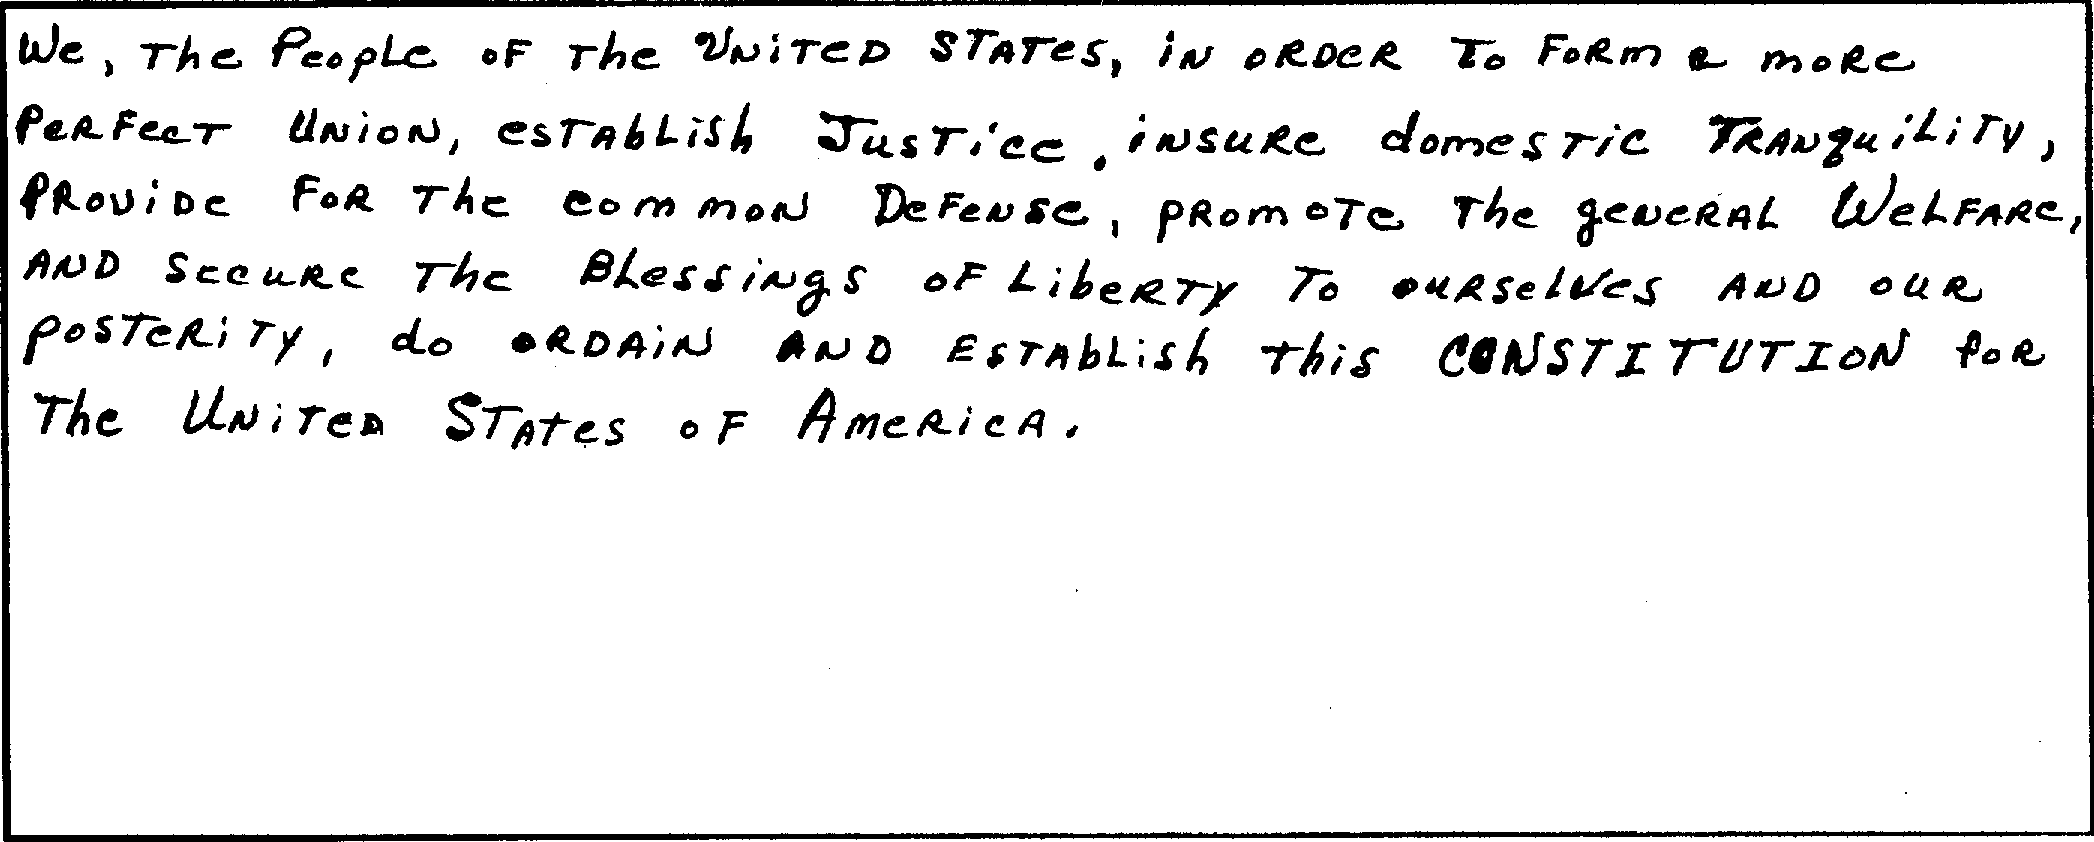 We, the People of the United States, in order to form a more
perfect Union, establish Justice, insure domestic Tranquility,
provide for the common Defense, promote the general Welfare,
and secure the Blessings of Liberty to ourselves and our
posterity, do ordain and establish this CONSTITUTION for
the United States of America.